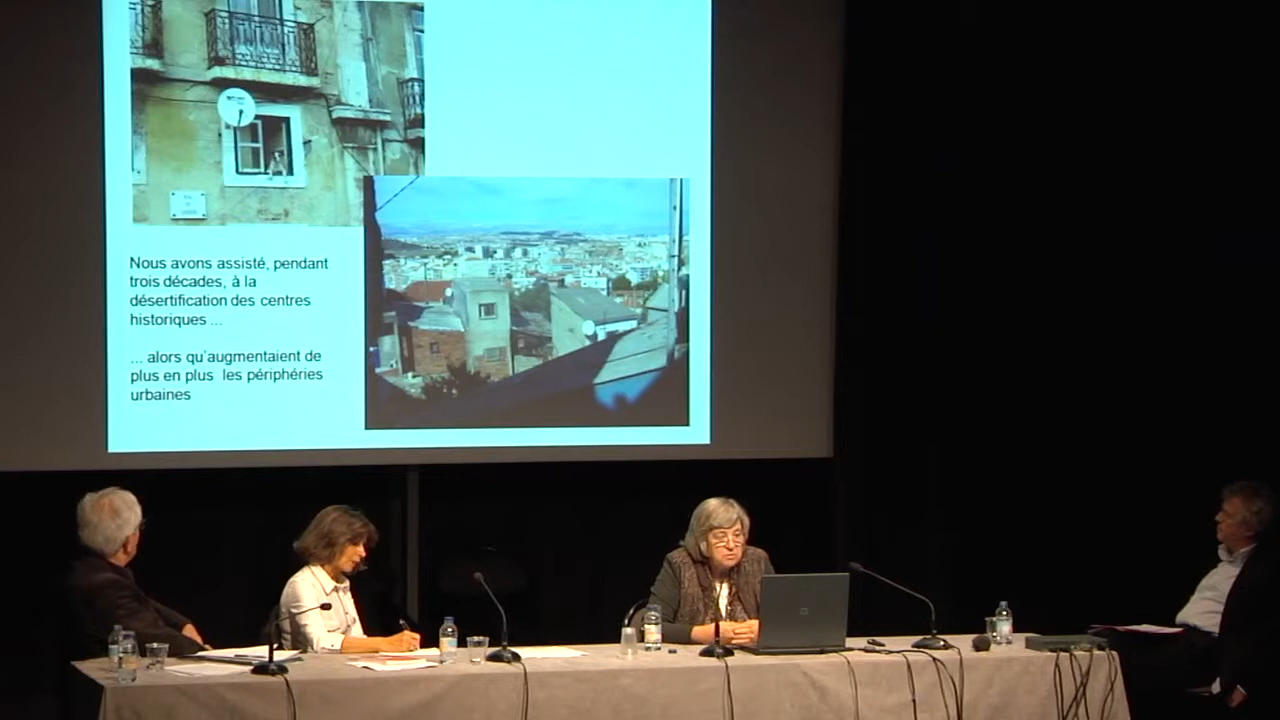 Nous avons assisté, pendant
trois décades, à la
désertification des centres
historiques ...
... alors qu'augmentaient de
plus en plus les périphéries
urbaines